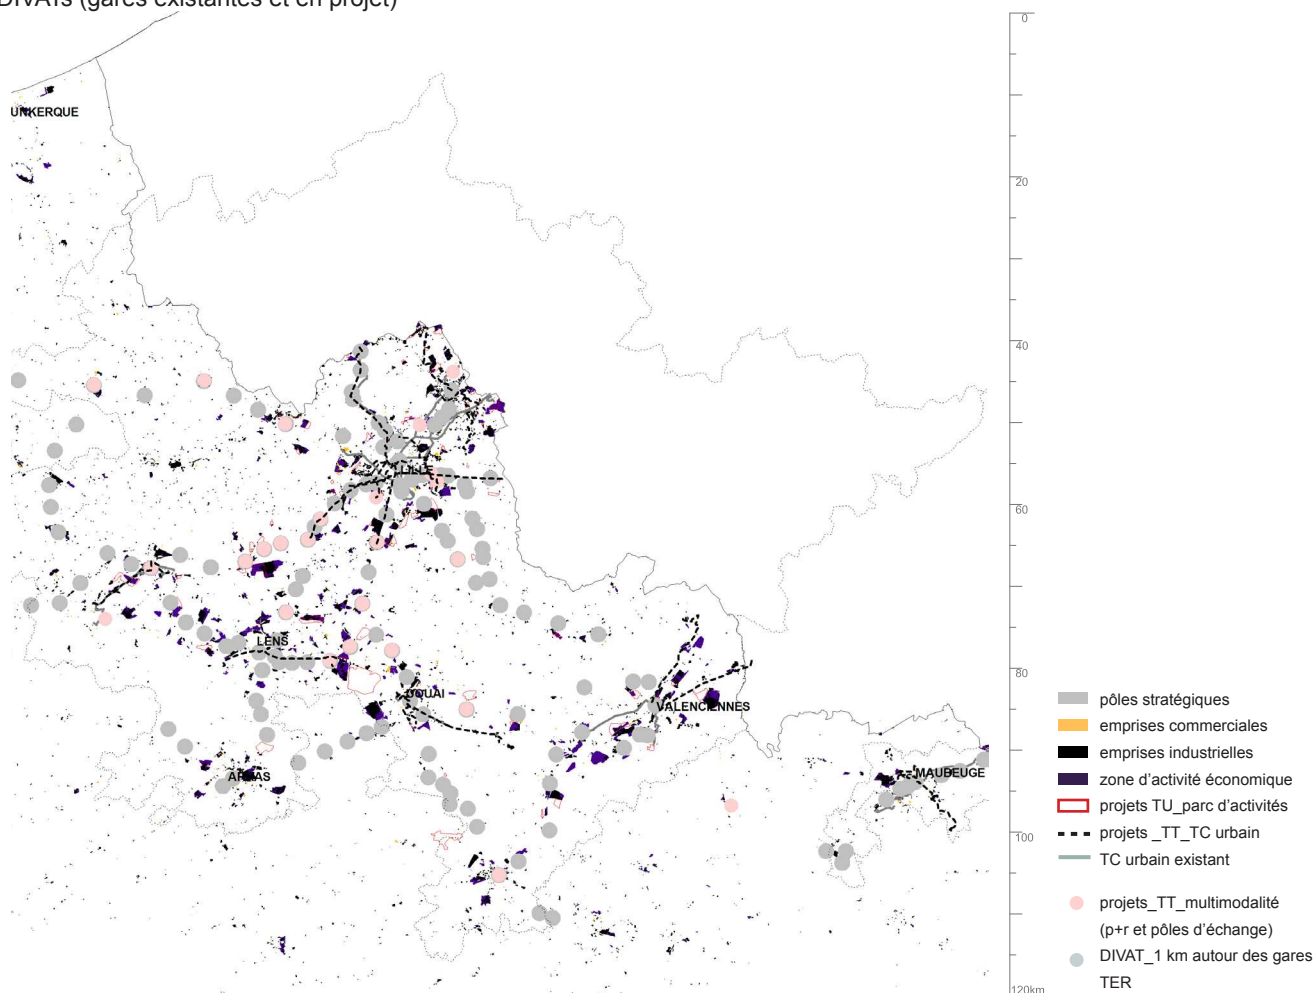 DIVATs (gares existantes et en projet)
0
UNKERQUE
20
40
LILLE
60
LENS
80
DOUAI
VALENCIENNES
pôles stratégiques
emprises commerciales
emprises industrielles
MAUBEUGE
ARRAS
zone d'activité économique
projets TU_parc d'activités
projets _TT_TC urbain
100
TC urbain existant
projets_TT_multimodalité
(p+r et pôles d'échange)
DIVAT_1 km autour des gares
TER
120km